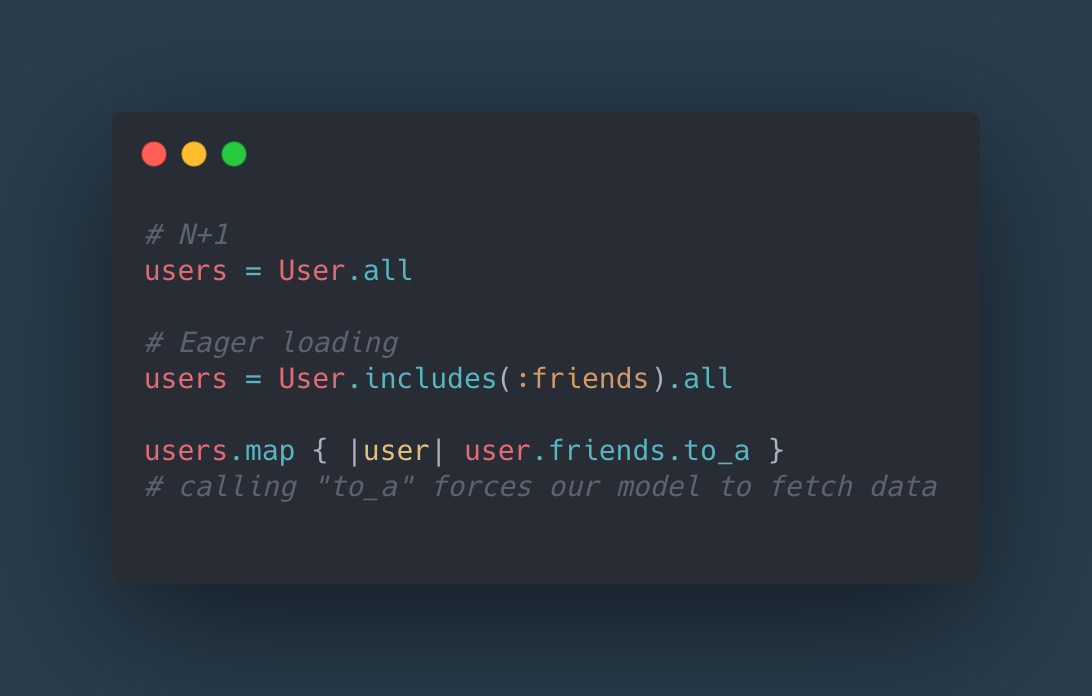 # N+1
users = User.all
# Eager loading
users = User.includes(:friends).all
users.map { |user| user.friends.to_a }
# calling "to_a" forces our model to fetch data